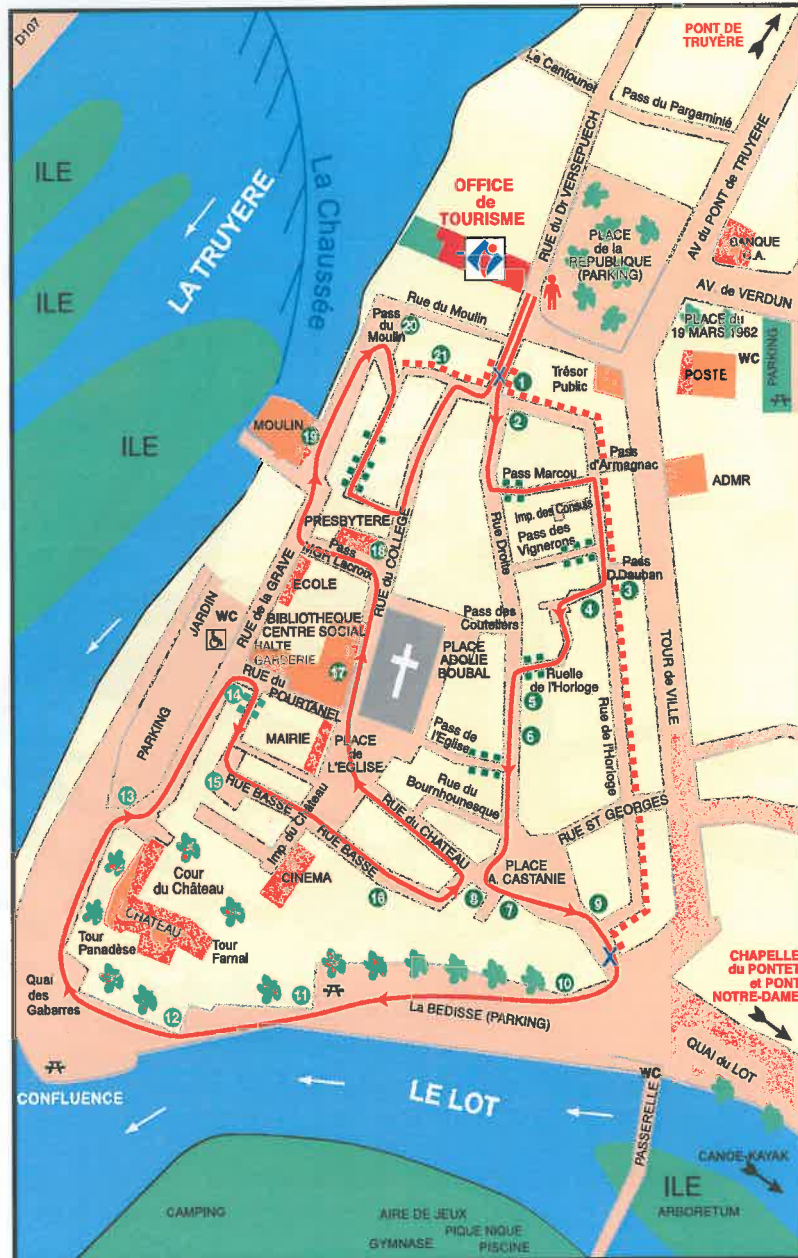 D107
PONT DE
TRUYÈRE
Le Cantounet
Pass du Pargaminié
ILE
LA TRUYERE
La Chaussée
OFFICE
de
TOURISME
RUE du Dr VERSEPUECH
AV du PONT de TRUYERE
PLACE
de la
REPUBLIQUE
(PARKING)
BANQUE
C.A.
AV. de VERDUN
PLACE du
19 MARS 1962
WC
PARKING
POSTE
ILE
Rue du Moulin
Pass
du
Moulin
20
21
1
2
Trésor
Public
ILE
MOULIN
19
Pass Marcou
Pass
d'Armagnac
ADMR
Imp. des Consuls
Pass des
Vignerons
PRESBYTERE
18
Pass
MGR Lacroix
RUE du COLLEGE
Rue Droite
Pass
D.Dauban
3
4
ECOLE
RUE de la GRAVE
JARDIN
WC
BIBLIOTHEQUE
CENTRE SOCIAL
HALTE
GARDERIE
17
Pass des
Couteliers
PLACE
ADOLIE
BOUBAL
Ruelle
de l'Horloge
5
6
TOUR de VILLE
RUE du
POURTANEL
14
PARKING
MAIRIE
PLACE
de
L'EGLISE
Pass de
l'Eglise
Rue de l'Horloge
15
RUE BASSE
13
Imp. du Château
RUE BASSE
Rue du
Bournhounesque
RUE du CHATEAU
RUE ST GEORGES
PLACE
A. CASTANIE
Cour
du Château
CINEMA
16
8
7
9
CHATEAU
Tour
Panadèse
Tour
Farnal
Quai
des
Gabarres
12
11
10
La BEDISSE (PARKING)
CHAPELLE
du PONTET
et PONT
NOTRE-DAME
QUAI du LOT
WC
CONFLUENCE
LE LOT
PASSERELLE
CANOE-KAYAK
ILE
ARBORETUM
CAMPING
AIRE DE JEUX
PIQUE NIQUE
GYMNASE
PISCINE